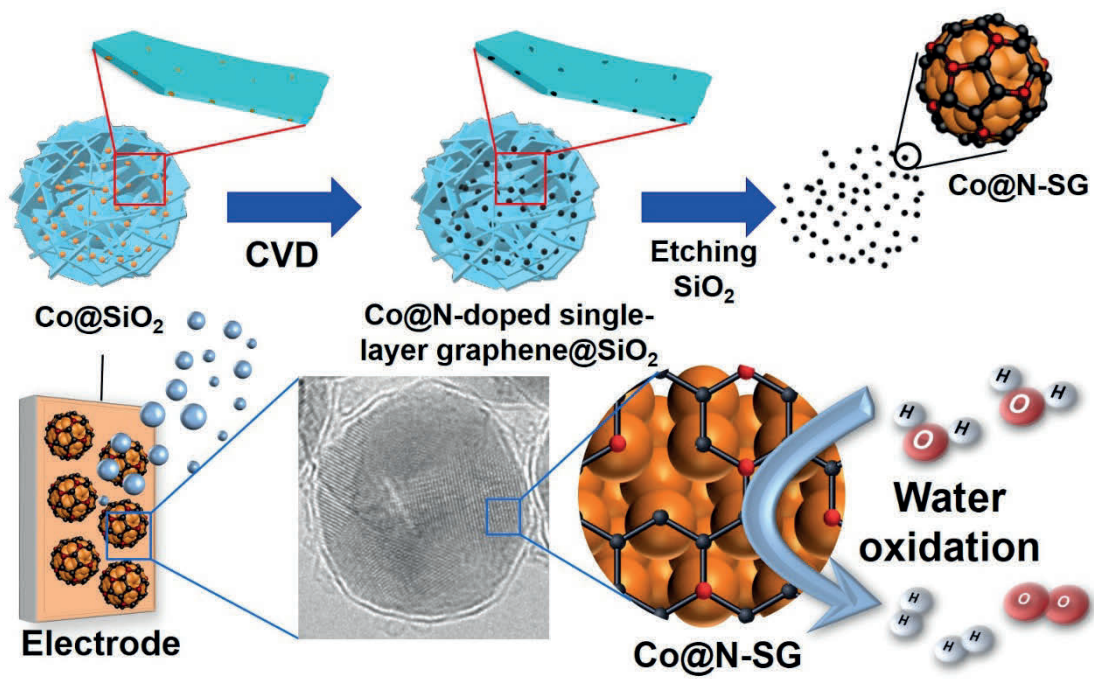 Co@N-SG
CVD
Etching
SiO₂
Co@SiO₂
Co@N-doped single-
layer graphene@SiO₂
H
O
H
H
O
H
Water
oxidation
H
H
H
H
O
O
Electrode
Co@N-SG